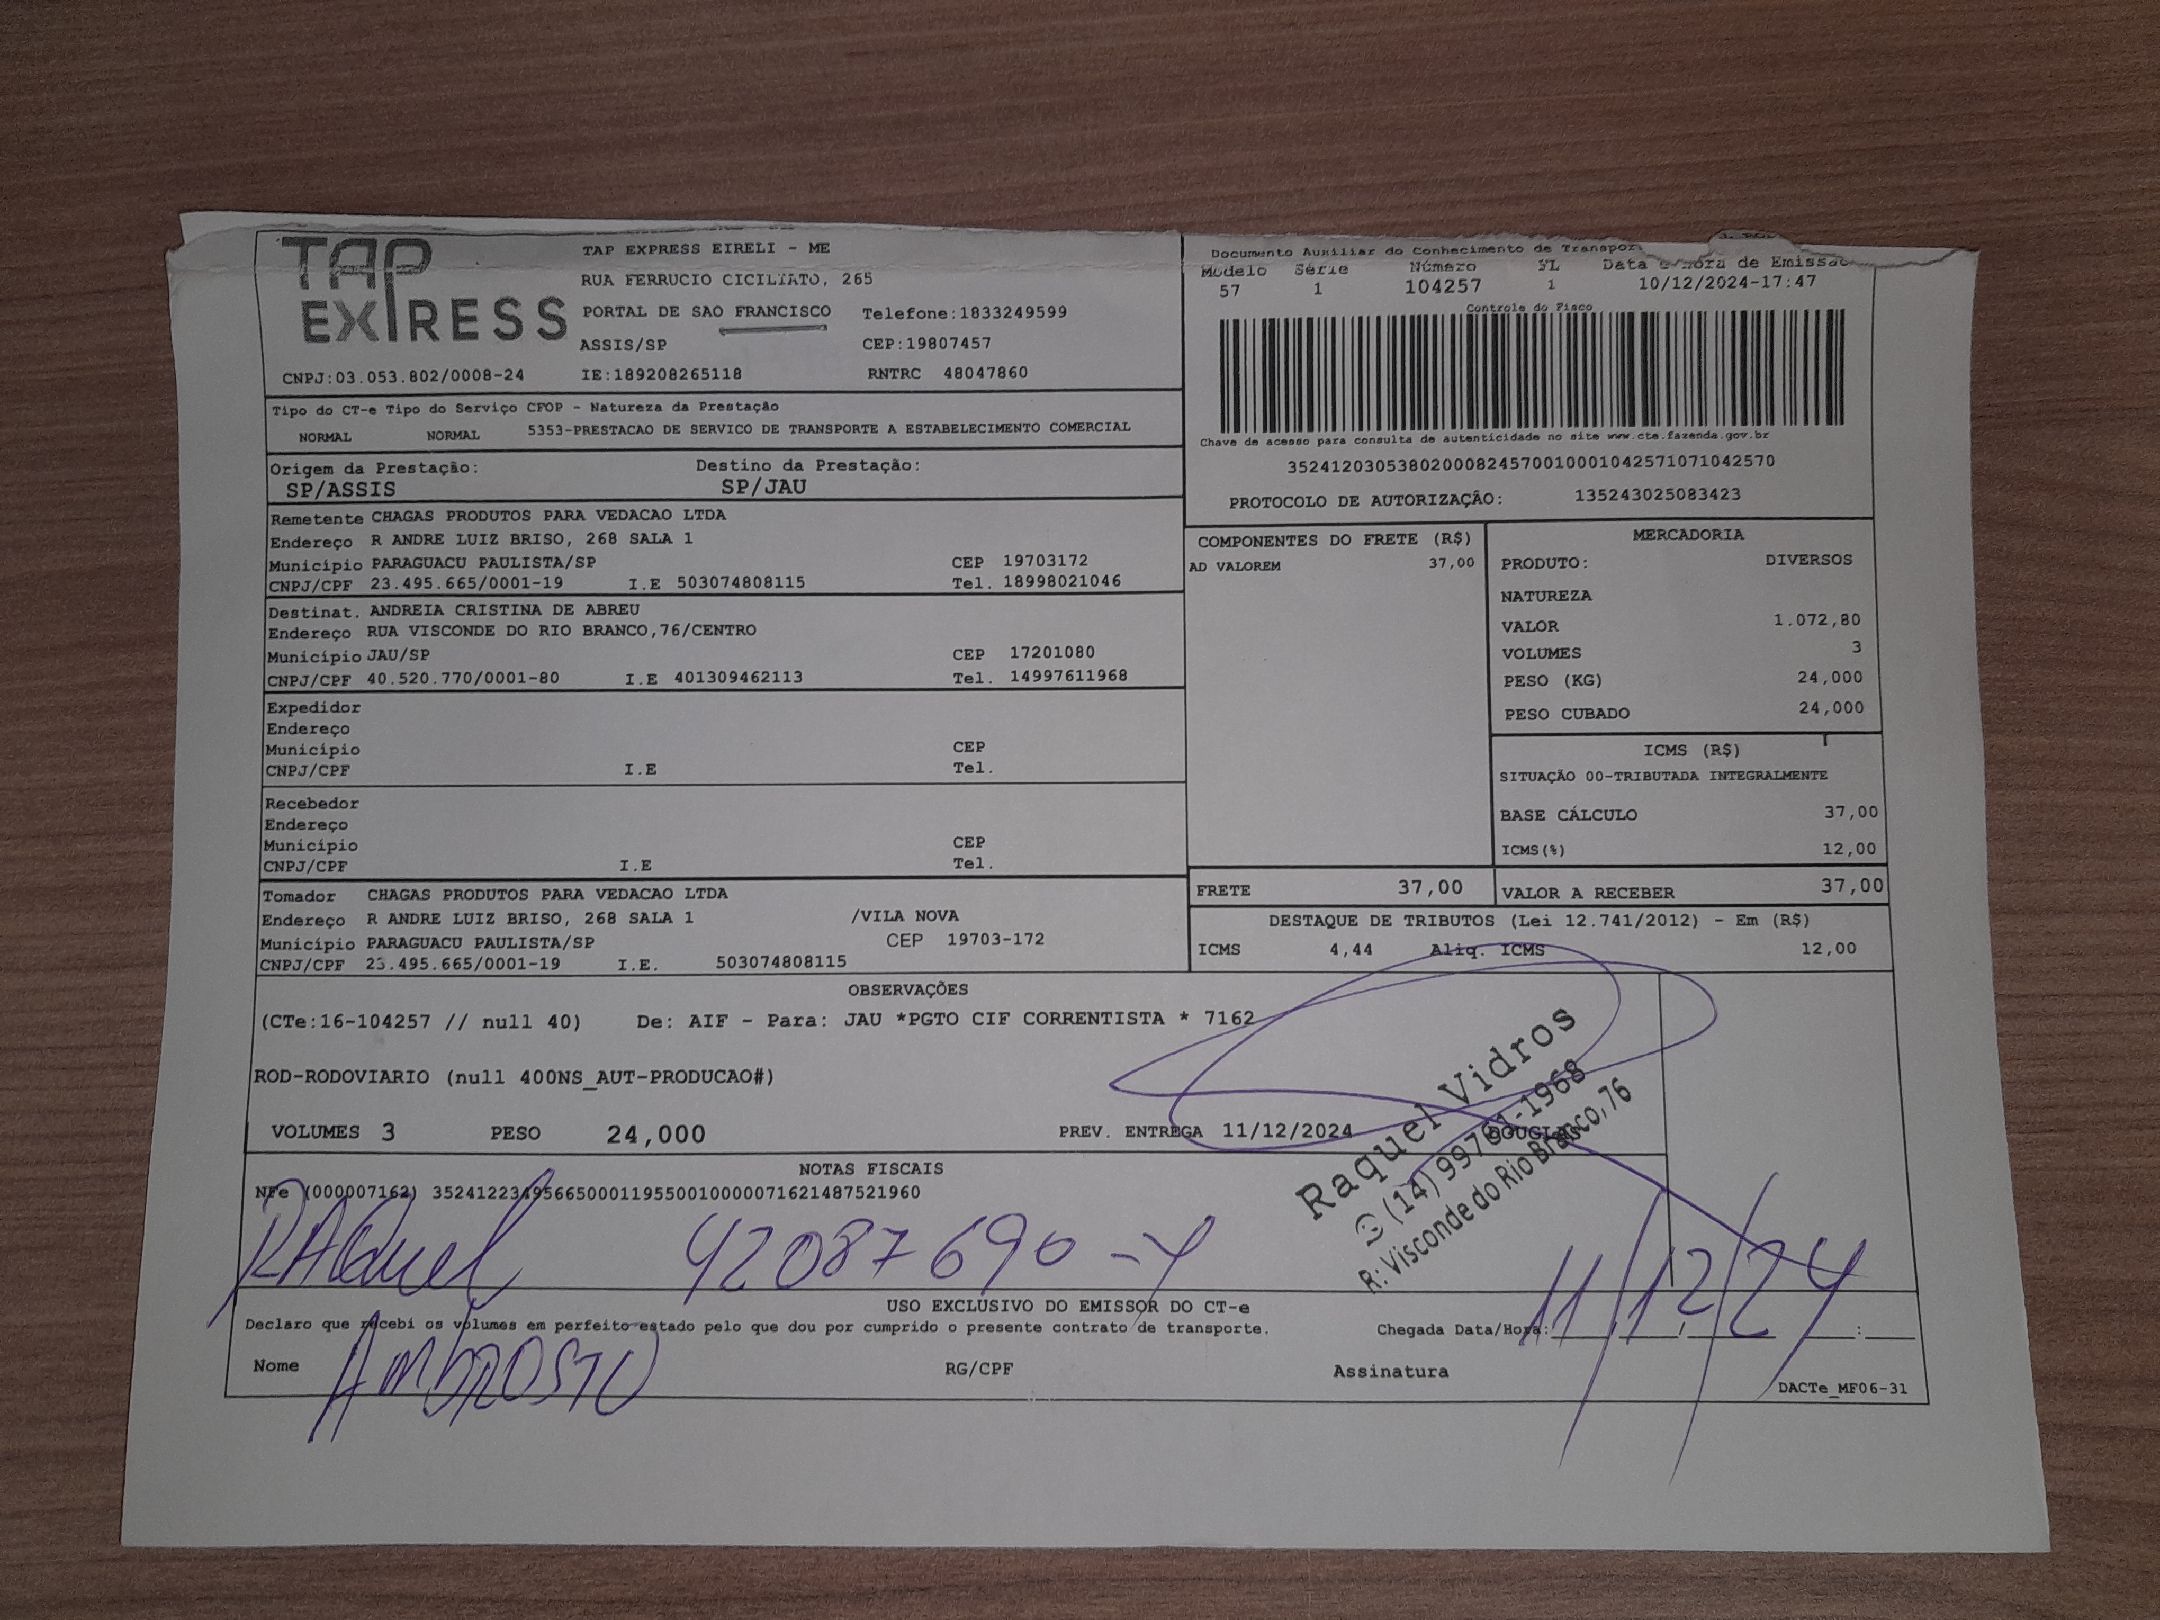 TAP EXPRESS
TAP EXPRESS EIRELI - ME
RUA FERRUCIO CICILIATO, 265
PORTAL DE SAO FRANCISCO Telefone:1833249599
ASSIS/SP CEP:19807457
CNPJ:03.053.802/0008-24 IE:189208265118 RNTRC 48047860
Documento Auxiliar do Conhecimento de Transpor
Modelo Série Número FL Data e Hora de Emissão
57 1 104257 1 10/12/2024-17:47
Controle do Fisco
Chave de acesso para consulta de autenticidade no site www.cte.fazenda.gov.br
35241203053802000824570010001042571071042570
PROTOCOLO DE AUTORIZAÇÃO: 135243025083423
Tipo do CT-e Tipo do Serviço CFOP - Natureza da Prestação
NORMAL NORMAL 5353-PRESTACAO DE SERVICO DE TRANSPORTE A ESTABELECIMENTO COMERCIAL
Origem da Prestação: Destino da Prestação:
SP/ASSIS SP/JAU
Remetente CHAGAS PRODUTOS PARA VEDACAO LTDA
Endereço R ANDRE LUIZ BRISO, 268 SALA 1
Município PARAGUACU PAULISTA/SP CEP 19703172
CNPJ/CPF 23.495.665/0001-19 I.E 503074808115 Tel. 18998021046
Destinat. ANDREIA CRISTINA DE ABREU
Endereço RUA VISCONDE DO RIO BRANCO,76/CENTRO
Município JAU/SP CEP 17201080
CNPJ/CPF 40.520.770/0001-80 I.E 401309462113 Tel. 14997611968
Expedidor
Endereço
Município CEP
CNPJ/CPF I.E Tel.
Recebedor
Endereço
Município CEP
CNPJ/CPF I.E Tel.
Tomador CHAGAS PRODUTOS PARA VEDACAO LTDA
Endereço R ANDRE LUIZ BRISO, 268 SALA 1 /VILA NOVA
Município PARAGUACU PAULISTA/SP CEP 19703-172
CNPJ/CPF 23.495.665/0001-19 I.E. 503074808115
COMPONENTES DO FRETE (R$)
AD VALOREM 37,00
MERCADORIA
PRODUTO: DIVERSOS
NATUREZA
VALOR 1.072,80
VOLUMES 3
PESO (KG) 24,000
PESO CUBADO 24,000
ICMS (R$)
SITUAÇÃO 00-TRIBUTADA INTEGRALMENTE
BASE CÁLCULO 37,00
ICMS(%) 12,00
FRETE 37,00 VALOR A RECEBER 37,00
DESTAQUE DE TRIBUTOS (Lei 12.741/2012) - Em (R$)
ICMS 4,44 Aliq. ICMS 12,00
OBSERVAÇÕES
(CTe:16-104257 // null 40) De: AIF - Para: JAU *PGTO CIF CORRENTISTA * 7162
ROD-RODOVIARIO (null 400NS_AUT-PRODUCAO#)
VOLUMES 3 PESO 24,000 PREV. ENTREGA 11/12/2024 DOUGLAS
Raquel Vidros
(14) 99761-1968
R: Visconde do Rio Branco, 76
NOTAS FISCAIS
NFe (000007162) 35241223495665000119550010000071621487521960
RAquel 42087690-4 11/12/24
USO EXCLUSIVO DO EMISSOR DO CT-e
Declaro que recebi os volumes em perfeito estado pelo que dou por cumprido o presente contrato de transporte. Chegada Data/Hora:
Nome AmbROSIO RG/CPF Assinatura
DACTe_MF06-31